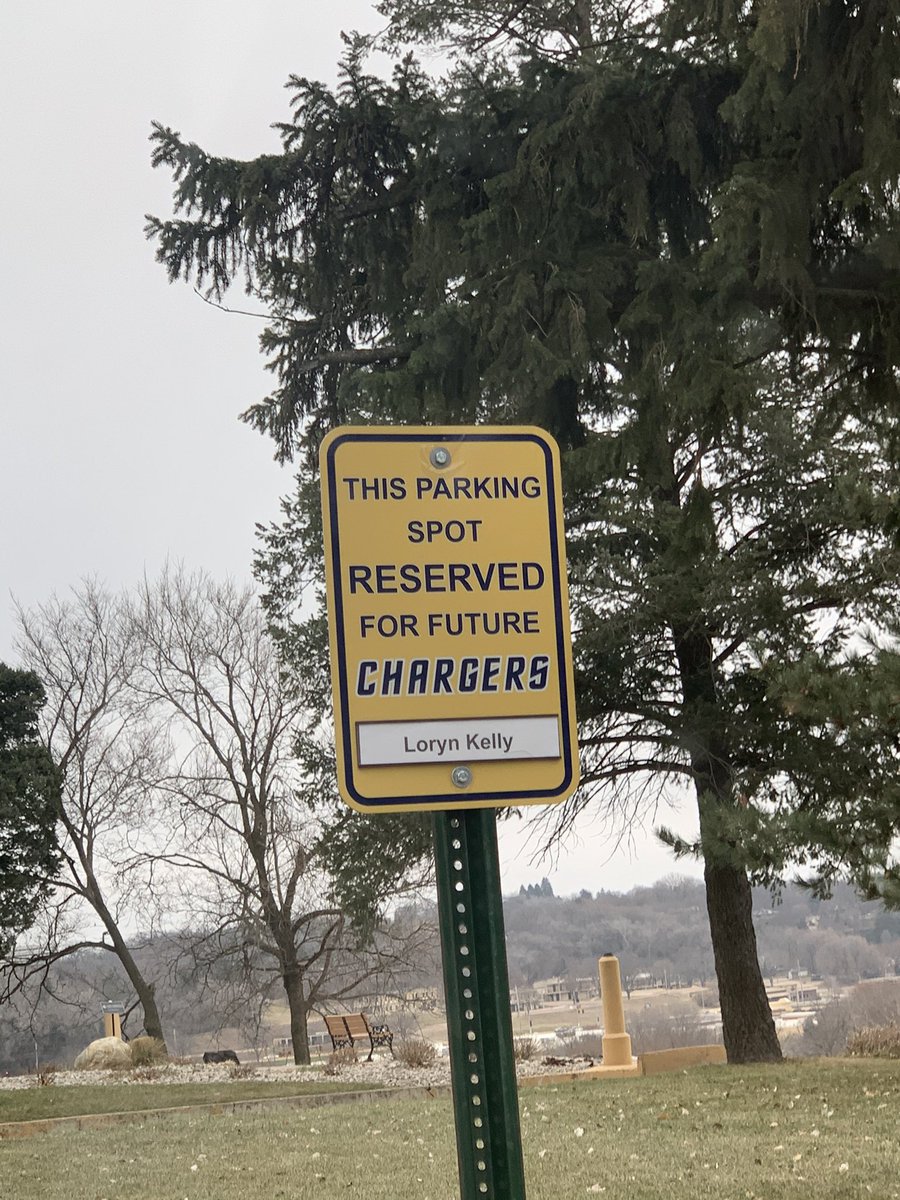 THIS PARKING
SPOT
RESERVED
FOR FUTURE
CHARGERS
Loryn Kelly